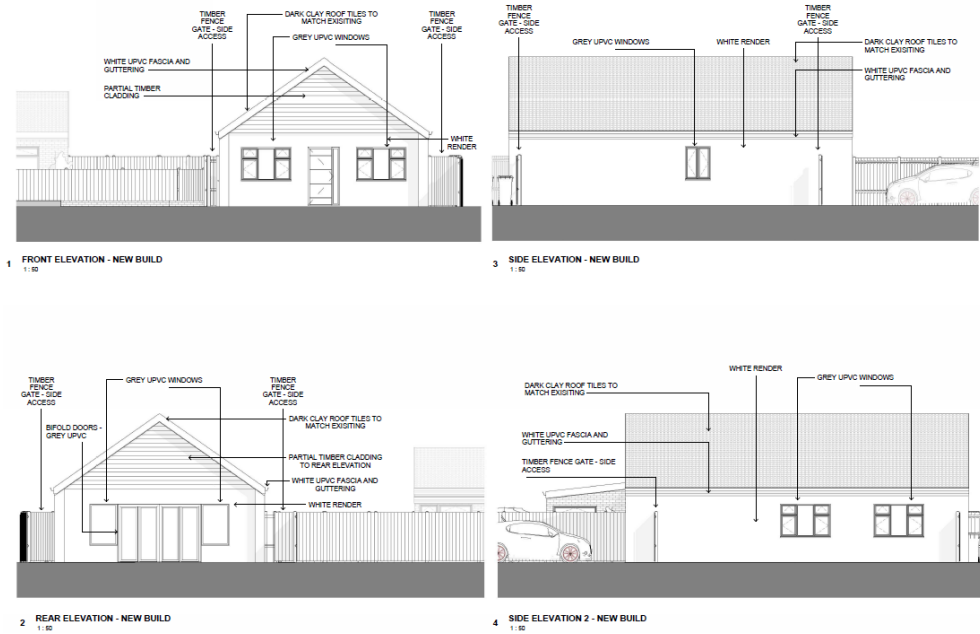 TIMBER
FENCE
GATE - SIDE
ACCESS
DARK CLAY ROOF TILES TO
MATCH EXISITING
GREY UPVC WINDOWS
TIMBER
FENCE
GATE - SIDE
ACCESS
WHITE UPVC FASCIA AND
GUTTERING
PARTIAL TIMBER
CLADDING
WHITE
RENDER
1 FRONT ELEVATION - NEW BUILD
1 : 50
TIMBER
FENCE
GATE - SIDE
ACCESS
GREY UPVC WINDOWS
WHITE RENDER
TIMBER
FENCE
GATE - SIDE
ACCESS
DARK CLAY ROOF TILES TO
MATCH EXISITING
WHITE UPVC FASCIA AND
GUTTERING
3 SIDE ELEVATION - NEW BUILD
1 : 50
TIMBER
FENCE
GATE - SIDE
ACCESS
GREY UPVC WINDOWS
TIMBER
FENCE
GATE - SIDE
ACCESS
BIFOLD DOORS -
GREY UPVC
DARK CLAY ROOF TILES TO
MATCH EXISITING
PARTIAL TIMBER CLADDING
TO REAR ELEVATION
WHITE UPVC FASCIA AND
GUTTERING
WHITE RENDER
2 REAR ELEVATION - NEW BUILD
1 : 50
WHITE RENDER
GREY UPVC WINDOWS
DARK CLAY ROOF TILES TO
MATCH EXISITING
WHITE UPVC FASCIA AND
GUTTERING
TIMBER FENCE GATE - SIDE
ACCESS
4 SIDE ELEVATION 2 - NEW BUILD
1 : 50